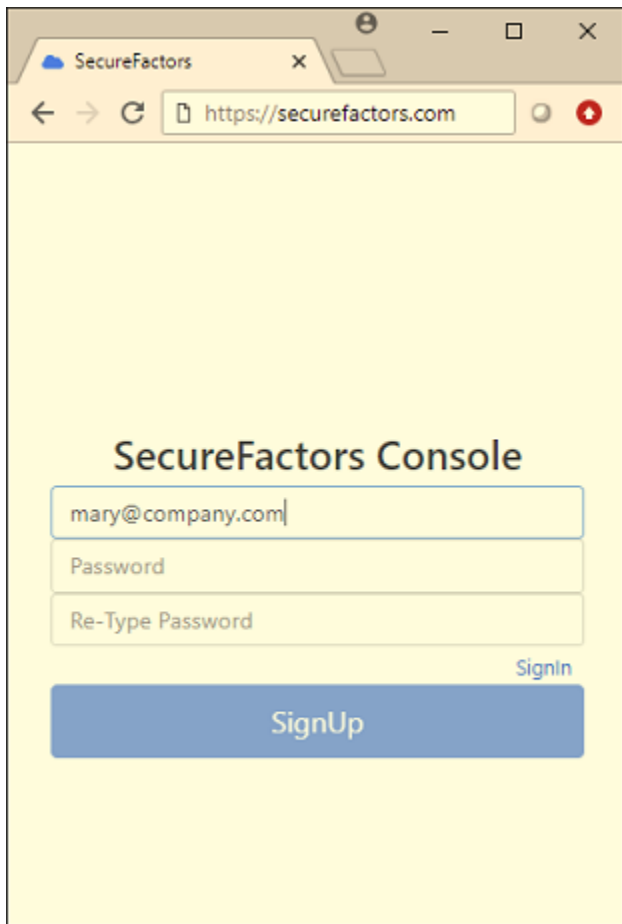 SecureFactors
https://securefactors.com
SecureFactors Console
mary@company.com
Password
Re-Type Password
SignIn
SignUp